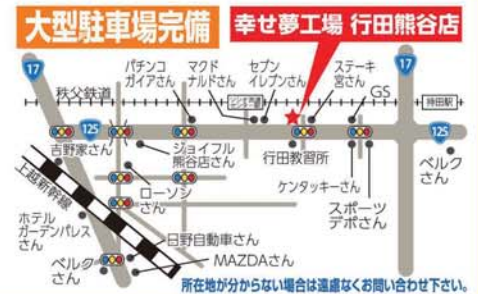 大型駐車場完備
幸せ夢工場 行田熊谷店
17
パチンコ
ガイアさん
マクド
ナルドさん
セブン
イレブンさん
ステーキ
宮さん
GS
17
秩父鉄道
持田駅
125
吉野家さん
ジョイフル
熊谷店さん
行田教習所
125
ベルク
さん
上越新幹線
ローソン
さん
ケンタッキーさん
スポーツ
デポさん
ホテル
ガーデンパレス
さん
日野自動車さん
ベルク
さん
MAZDAさん
所在地が分からない場合は遠慮なくお問い合わせ下さい。